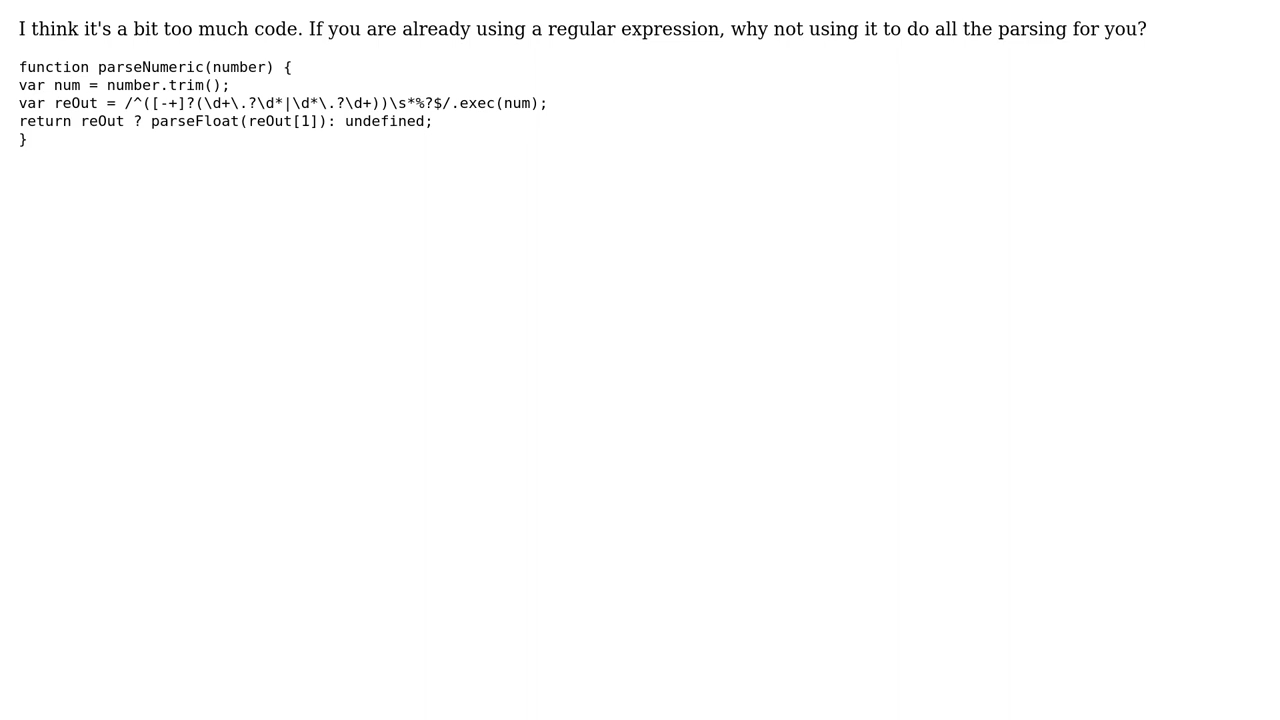 I think it's a bit too much code. If you are already using a regular expression, why not using it to do all the parsing for you?
function parseNumeric(number) {
var num = number.trim();
var reOut = /^([-+]?(\d+\.?\d*|\d*\.?\d+))\s*%?$/.exec(num);
return reOut ? parseFloat(reOut[1]): undefined;
}